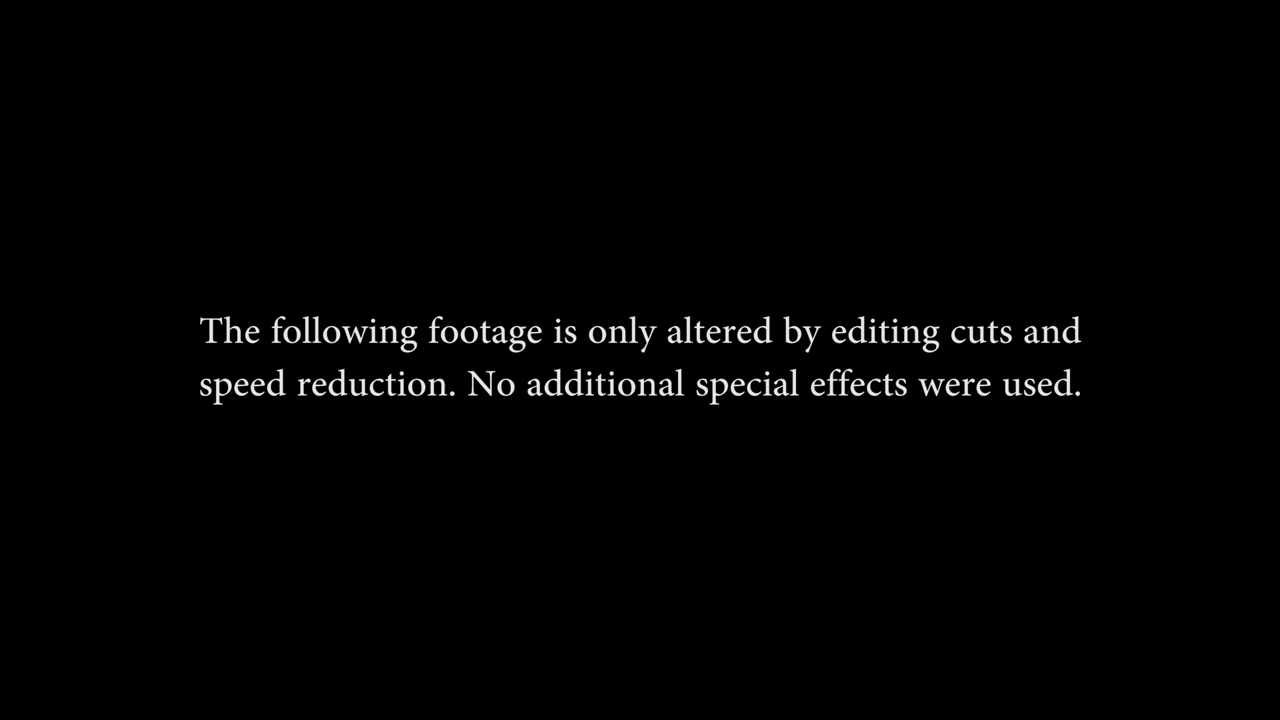 The following footage is only altered by editing cuts and
speed reduction. No additional special effects were used.